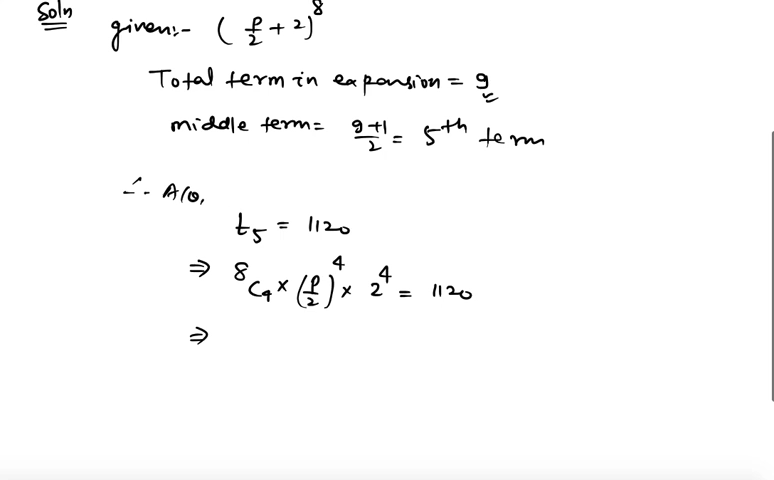 Soln
given:- (p/2 + 2)^8
Total term in expansion = 9
middle term = 9+1/2 = 5th term
∴ A/Q,
t₅ = 1120
⇒ ⁸C₄ × (p/2)^4 × 2^4 = 1120
⇒